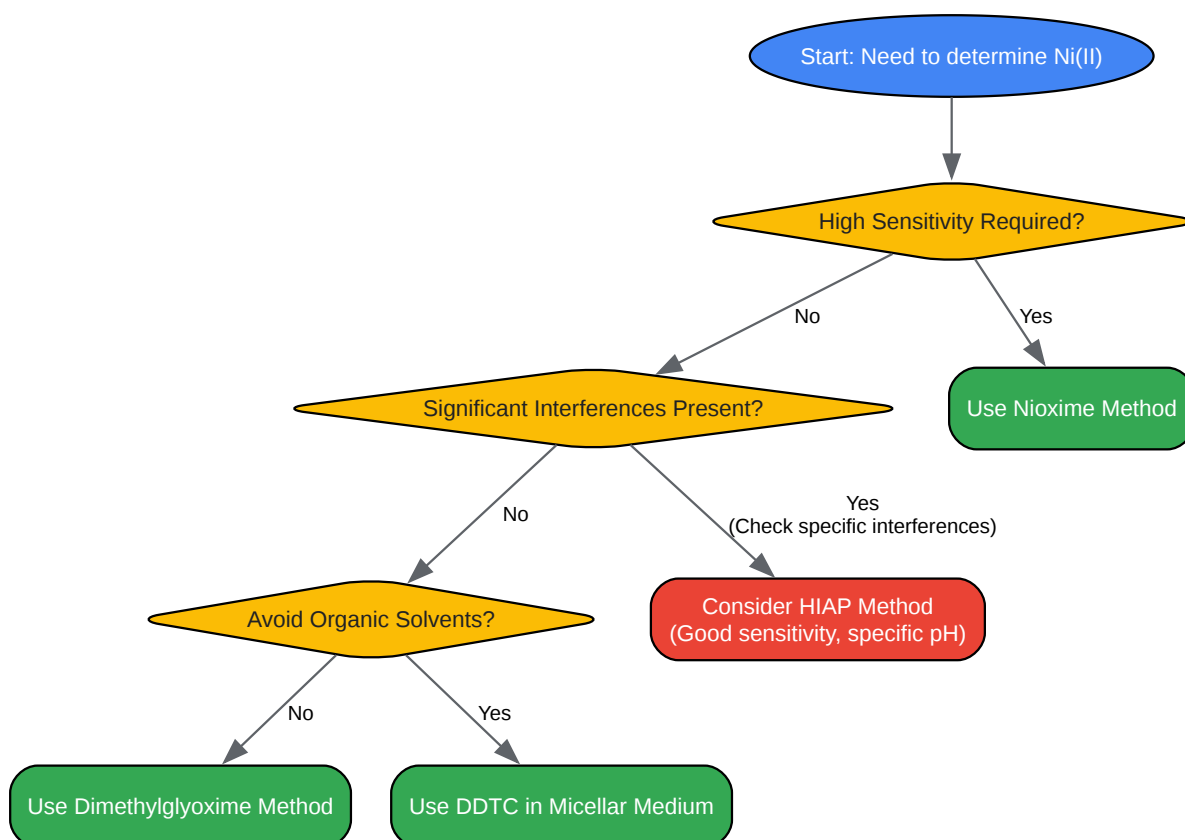 Start: Need to determine Ni(II)
High Sensitivity Required?
No
Yes
Use Nioxime Method
Significant Interferences Present?
No
Yes
(Check specific interferences)
Consider HIAP Method
(Good sensitivity, specific pH)
Avoid Organic Solvents?
No
Yes
Use Dimethylglyoxime Method
Use DDTC in Micellar Medium